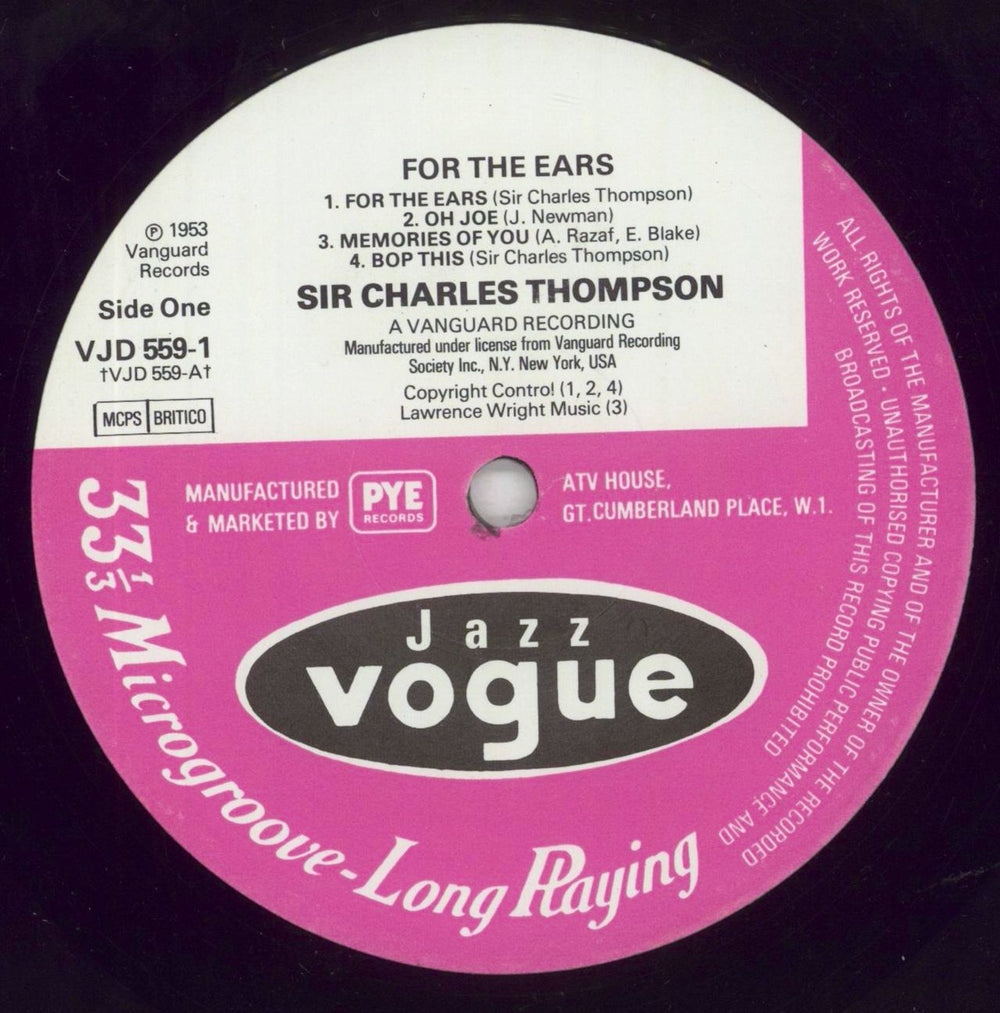 FOR THE EARS
1. FOR THE EARS (Sir Charles Thompson)
2. OH JOE (J. Newman)
3. MEMORIES OF YOU (A. Razaf, E. Blake)
4. BOP THIS (Sir Charles Thompson)
SIR CHARLES THOMPSON
A VANGUARD RECORDING
Manufactured under license from Vanguard Recording
Society Inc., N.Y. New York, USA
Copyright Control (1, 2, 4)
Lawrence Wright Music (3)
℗ 1953
Vanguard
Records
Side One
VJD 559-1
†VJD 559-A†
MCPS BRITICO
MANUFACTURED
& MARKETED BY
PYE
RECORDS
ATV HOUSE,
GT. CUMBERLAND PLACE, W.1.
Jazz
vogue
33⅓ Microgroove-Long Playing
ALL RIGHTS OF THE MANUFACTURER AND OF THE OWNER OF THE RECORDED
WORK RESERVED · UNAUTHORISED COPYING PUBLIC PERFORMANCE AND
BROADCASTING OF THIS RECORD PROHIBITED